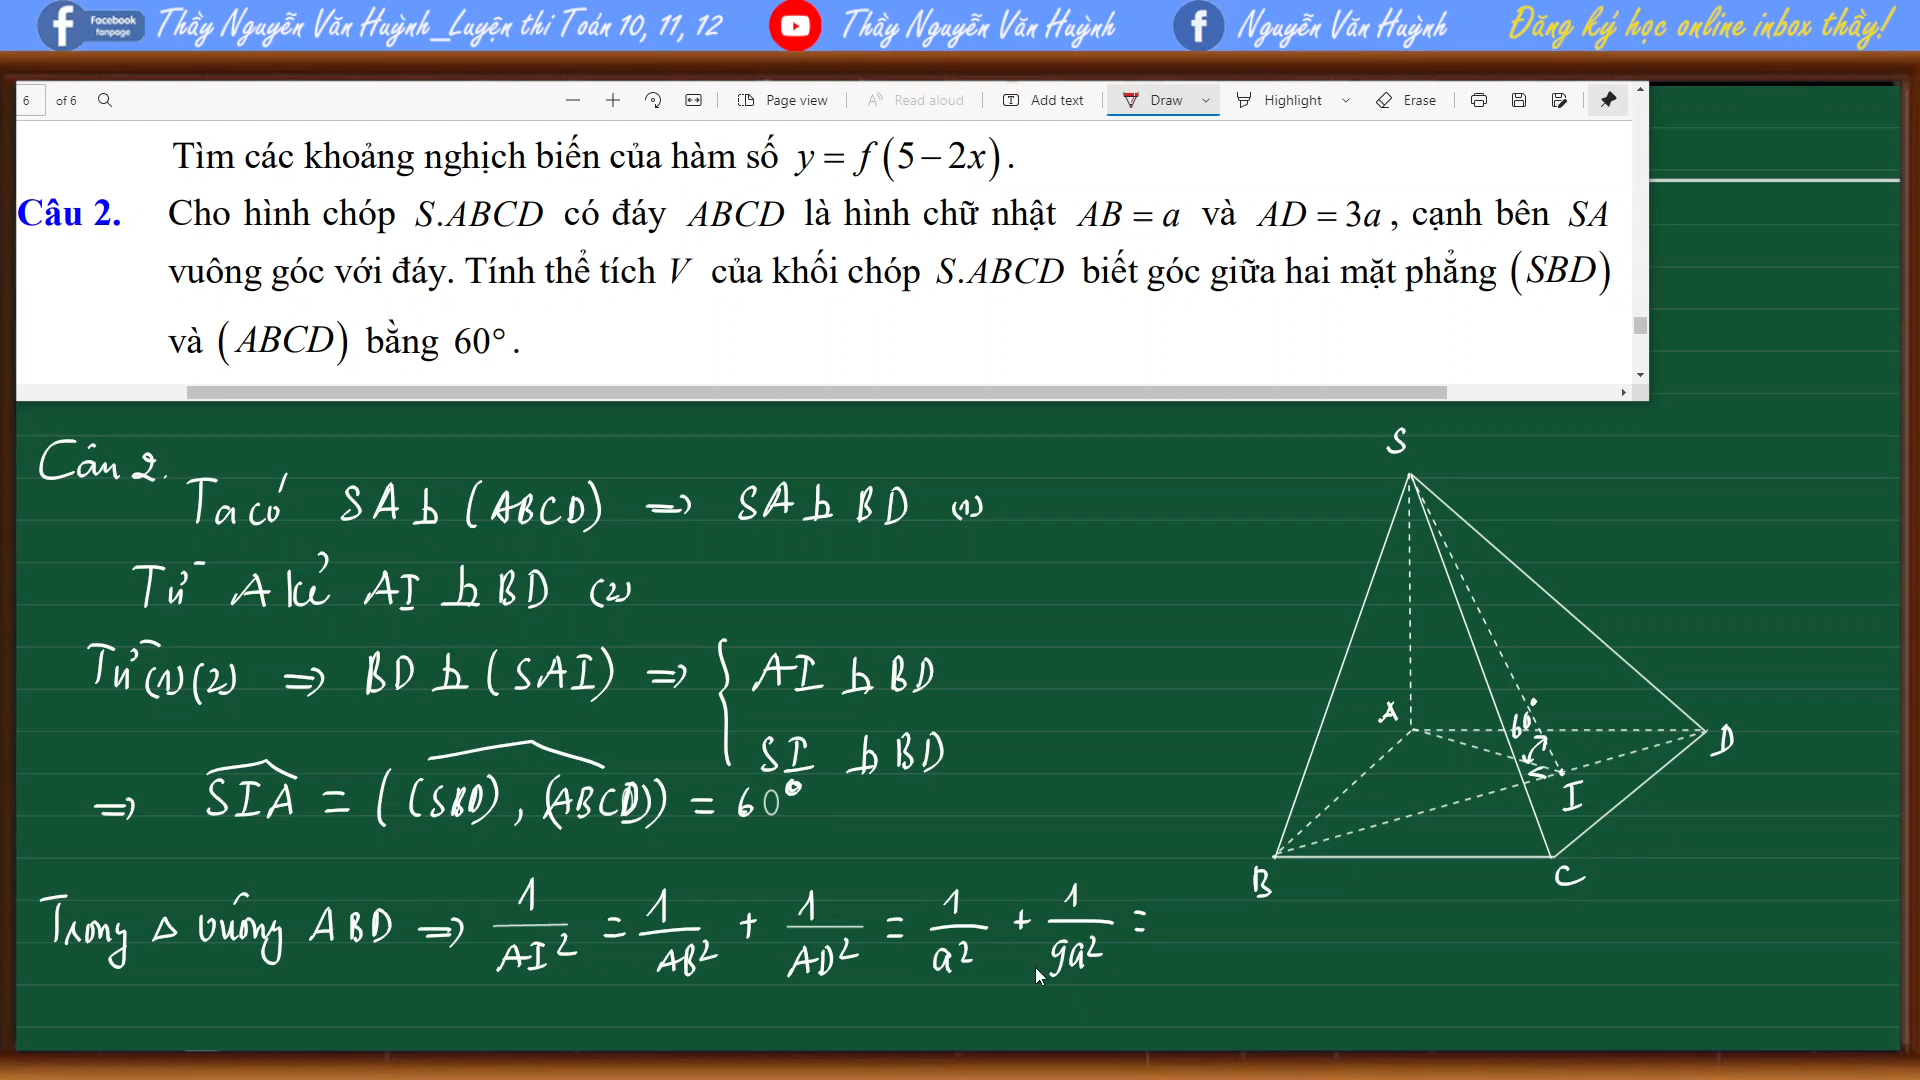 Facebook fanpage Thầy Nguyễn Văn Huỳnh_Luyện thi Toán 10, 11, 12 Thầy Nguyễn Văn Huỳnh Nguyễn Văn Huỳnh Đăng ký học online inbox thầy!
6 of 6 Page view Read aloud Add text Draw Highlight Erase
Tìm các khoảng nghịch biến của hàm số y = f(5 − 2x).
Câu 2. Cho hình chóp S.ABCD có đáy ABCD là hình chữ nhật AB = a và AD = 3a, cạnh bên SA
vuông góc với đáy. Tính thể tích V của khối chóp S.ABCD biết góc giữa hai mặt phẳng (SBD)
và (ABCD) bằng 60°.
Câu 2.
Ta có SA ⊥ (ABCD) ⇒ SA ⊥ BD (1)
Từ A kẻ AI ⊥ BD (2)
Từ (1)(2) ⇒ BD ⊥ (SAI) ⇒ { AI ⊥ BD
SI ⊥ BD
⇒ SIA = ((SBD), (ABCD)) = 60°
Trong Δ vuông ABD ⇒ 1/AI² = 1/AB² + 1/AD² = 1/a² + 1/9a² =
S
A
60°
D
I
B
C